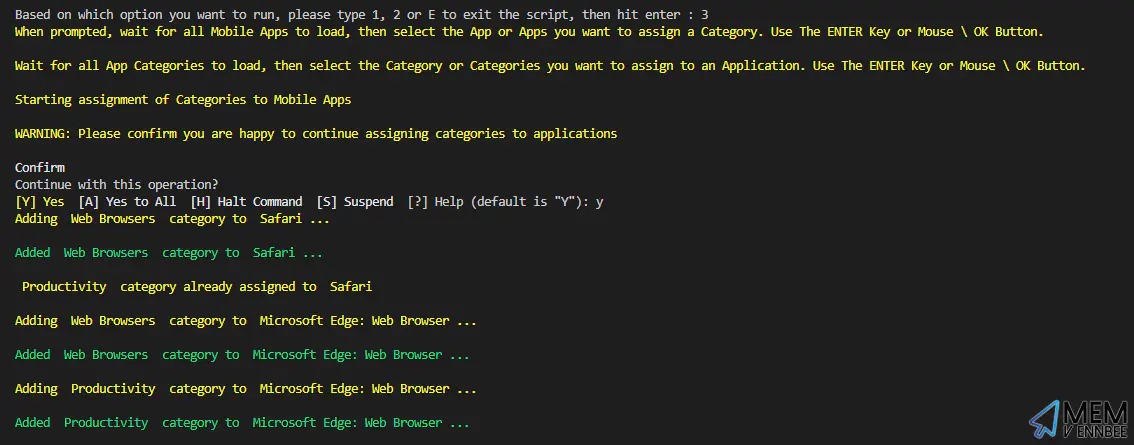 Based on which option you want to run, please type 1, 2 or E to exit the script, then hit enter : 3
When prompted, wait for all Mobile Apps to load, then select the App or Apps you want to assign a Category. Use The ENTER Key or Mouse \ OK Button.
Wait for all App Categories to load, then select the Category or Categories you want to assign to an Application. Use The ENTER Key or Mouse \ OK Button.
Starting assignment of Categories to Mobile Apps
WARNING: Please confirm you are happy to continue assigning categories to applications
Confirm
Continue with this operation?
[Y] Yes  [A] Yes to All  [H] Halt Command  [S] Suspend  [?] Help (default is "Y"): y
Adding  Web Browsers  category to  Safari ...
Added  Web Browsers  category to  Safari ...
Productivity  category already assigned to  Safari
Adding  Web Browsers  category to  Microsoft Edge: Web Browser ...
Added  Web Browsers  category to  Microsoft Edge: Web Browser ...
Adding  Productivity  category to  Microsoft Edge: Web Browser ...
Added  Productivity  category to  Microsoft Edge: Web Browser ...
MEM
V ENNBEE